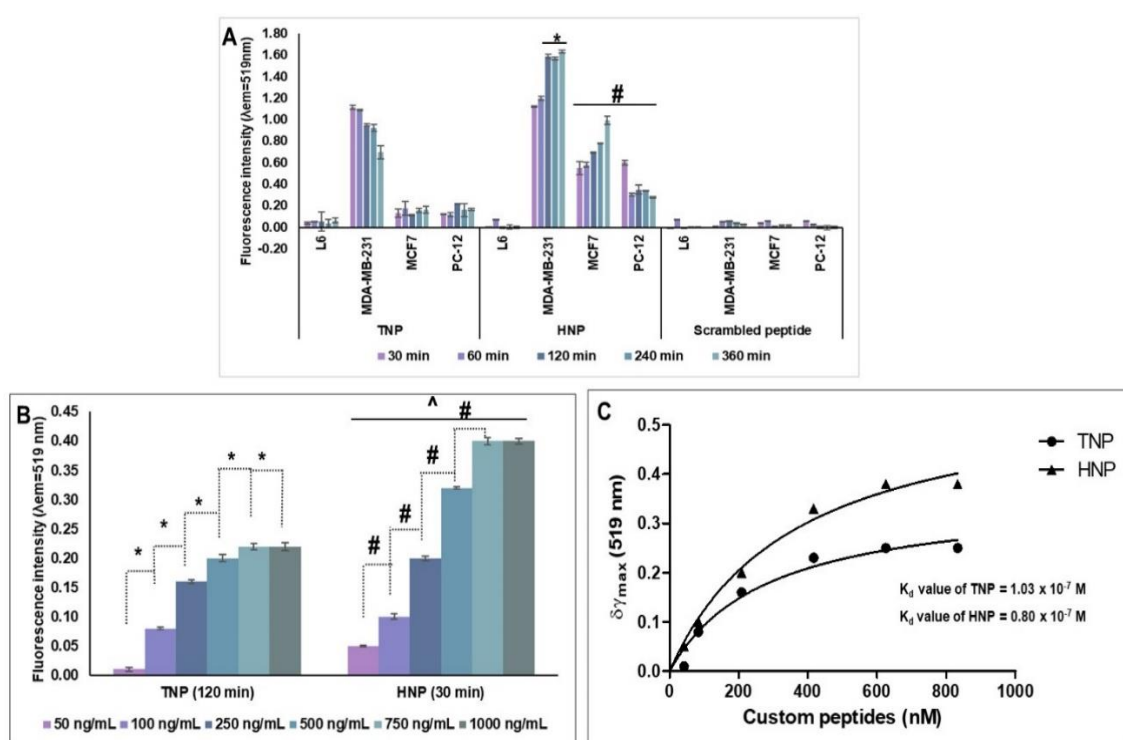 A
Fluorescence intensity (λem=519nm)
1.80
1.60
1.40
1.20
1.00
0.80
0.60
0.40
0.20
0.00
-0.20
*
#
L6
MDA-MB-231
MCF7
PC-12
L6
MDA-MB-231
MCF7
PC-12
L6
MDA-MB-231
MCF7
PC-12
TNP
HNP
Scrambled peptide
30 min 60 min 120 min 240 min 360 min
B
Fluorescence intensity (λem=519 nm)
0.45
0.40
0.35
0.30
0.25
0.20
0.15
0.10
0.05
0.00
* * * * *
^
# # # #
TNP (120 min) HNP (30 min)
50 ng/mL 100 ng/mL 250 ng/mL 500 ng/mL 750 ng/mL 1000 ng/mL
C
δγmax (519 nm)
0.5
0.4
0.3
0.2
0.1
0.0
0 200 400 600 800 1000
Custom peptides (nM)
TNP
HNP
Kd value of TNP = 1.03 x 10-7 M
Kd value of HNP = 0.80 x 10-7 M